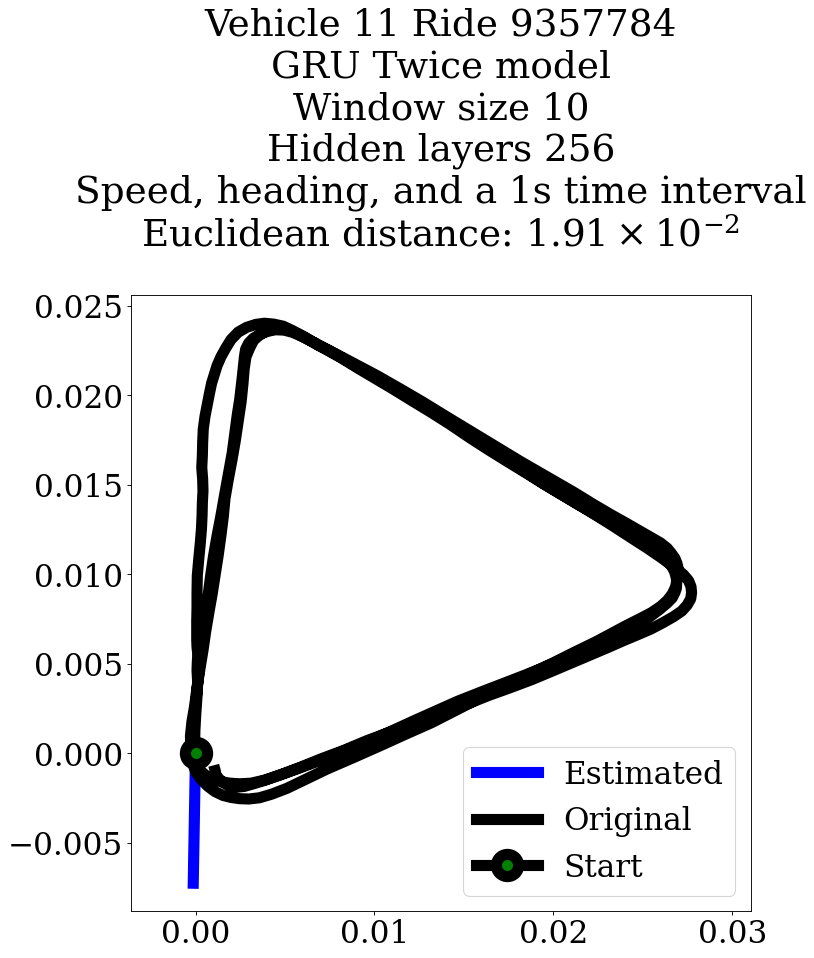 Vehicle 11 Ride 9357784
GRU Twice model
Window size 10
Hidden layers 256
Speed, heading, and a 1s time interval
Euclidean distance: 1.91 × 10⁻²
0.025
0.020
0.015
0.010
0.005
0.000
−0.005
Estimated
Original
Start
0.00 0.01 0.02 0.03